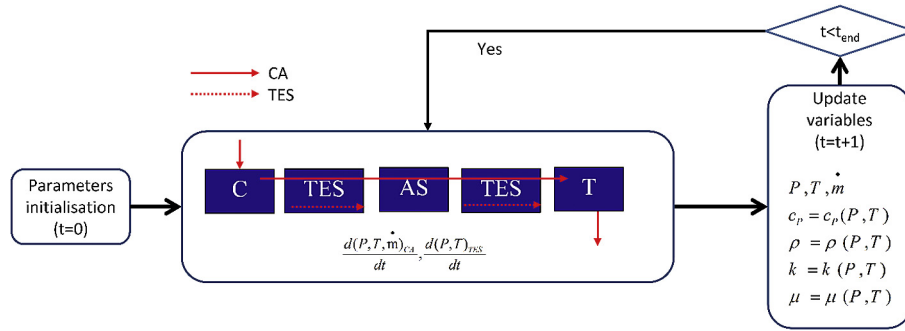 t<t_end
Yes
CA
TES
Update
variables
(t=t+1)
Parameters
initialisation
(t=0)
C TES AS TES T
P,T,ṁ
c_P = c_P(P,T)
ρ = ρ (P,T)
k = k (P,T)
μ = μ (P,T)
d(P,T,ṁ)_CA/dt, d(P,T)_TES/dt